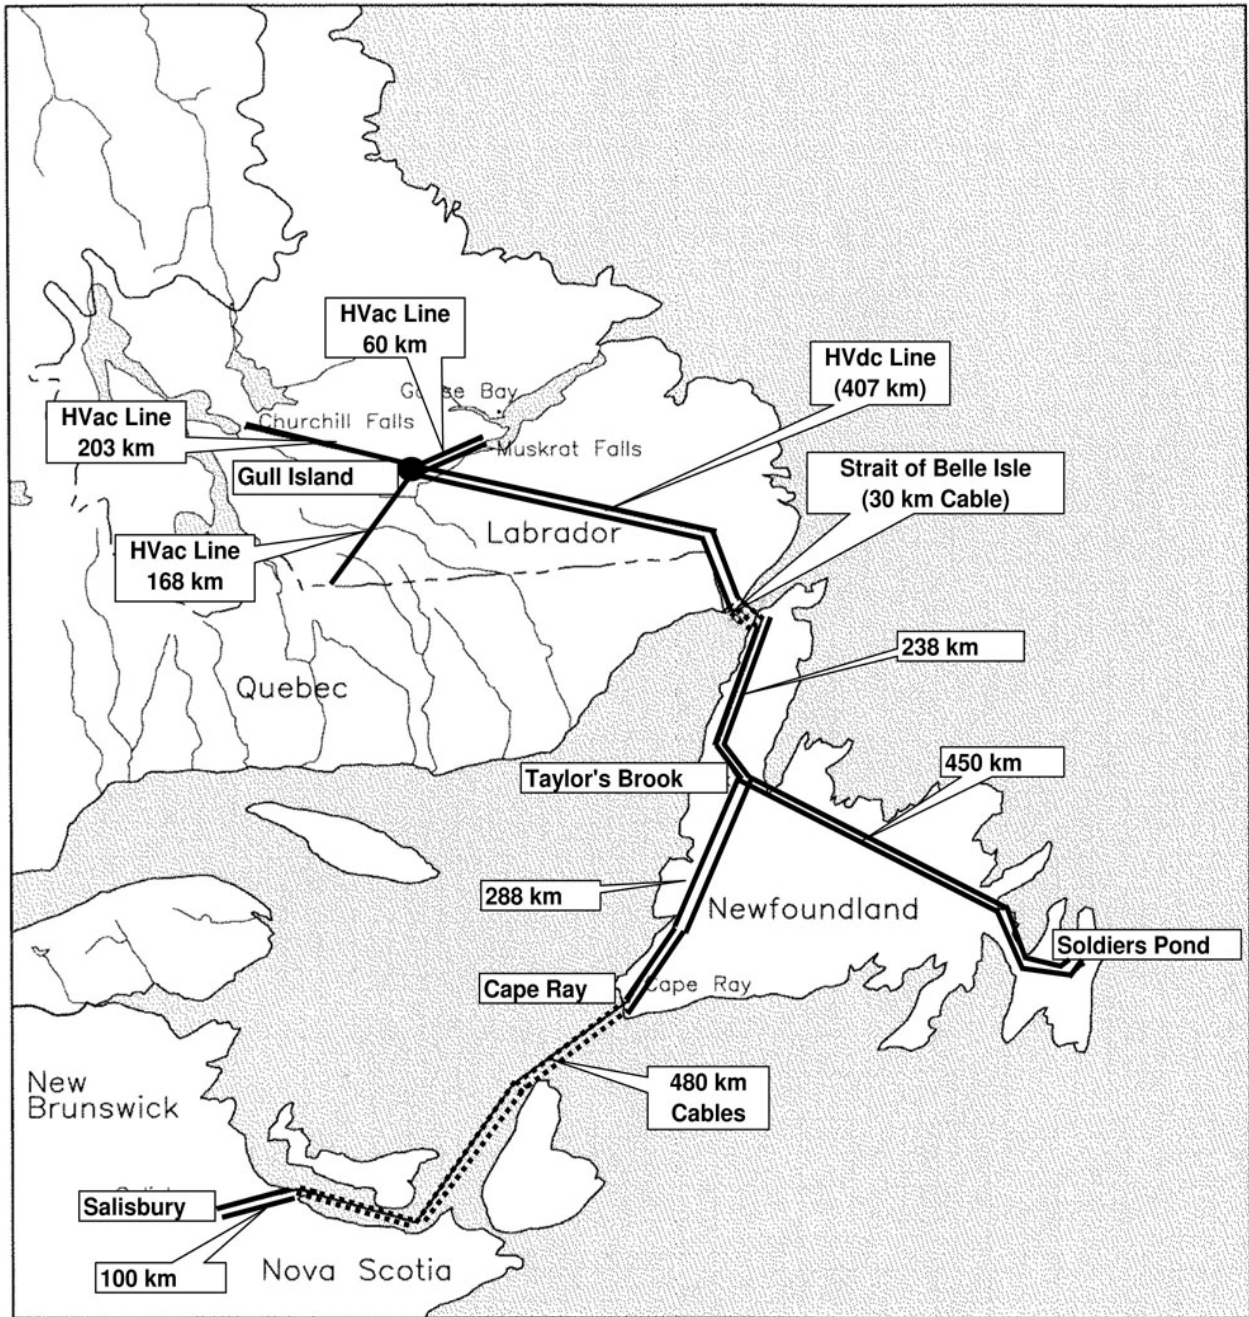 HVac Line
60 km
HVdc Line
(407 km)
Goose Bay
HVac Line
203 km
Churchill Falls
Muskrat Falls
Strait of Belle Isle
(30 km Cable)
Gull Island
Labrador
HVac Line
168 km
238 km
Quebec
Taylor's Brook
450 km
288 km
Newfoundland
Soldiers Pond
Cape Ray
Cape Ray
480 km
Cables
New
Brunswick
Salisbury
100 km
Nova Scotia